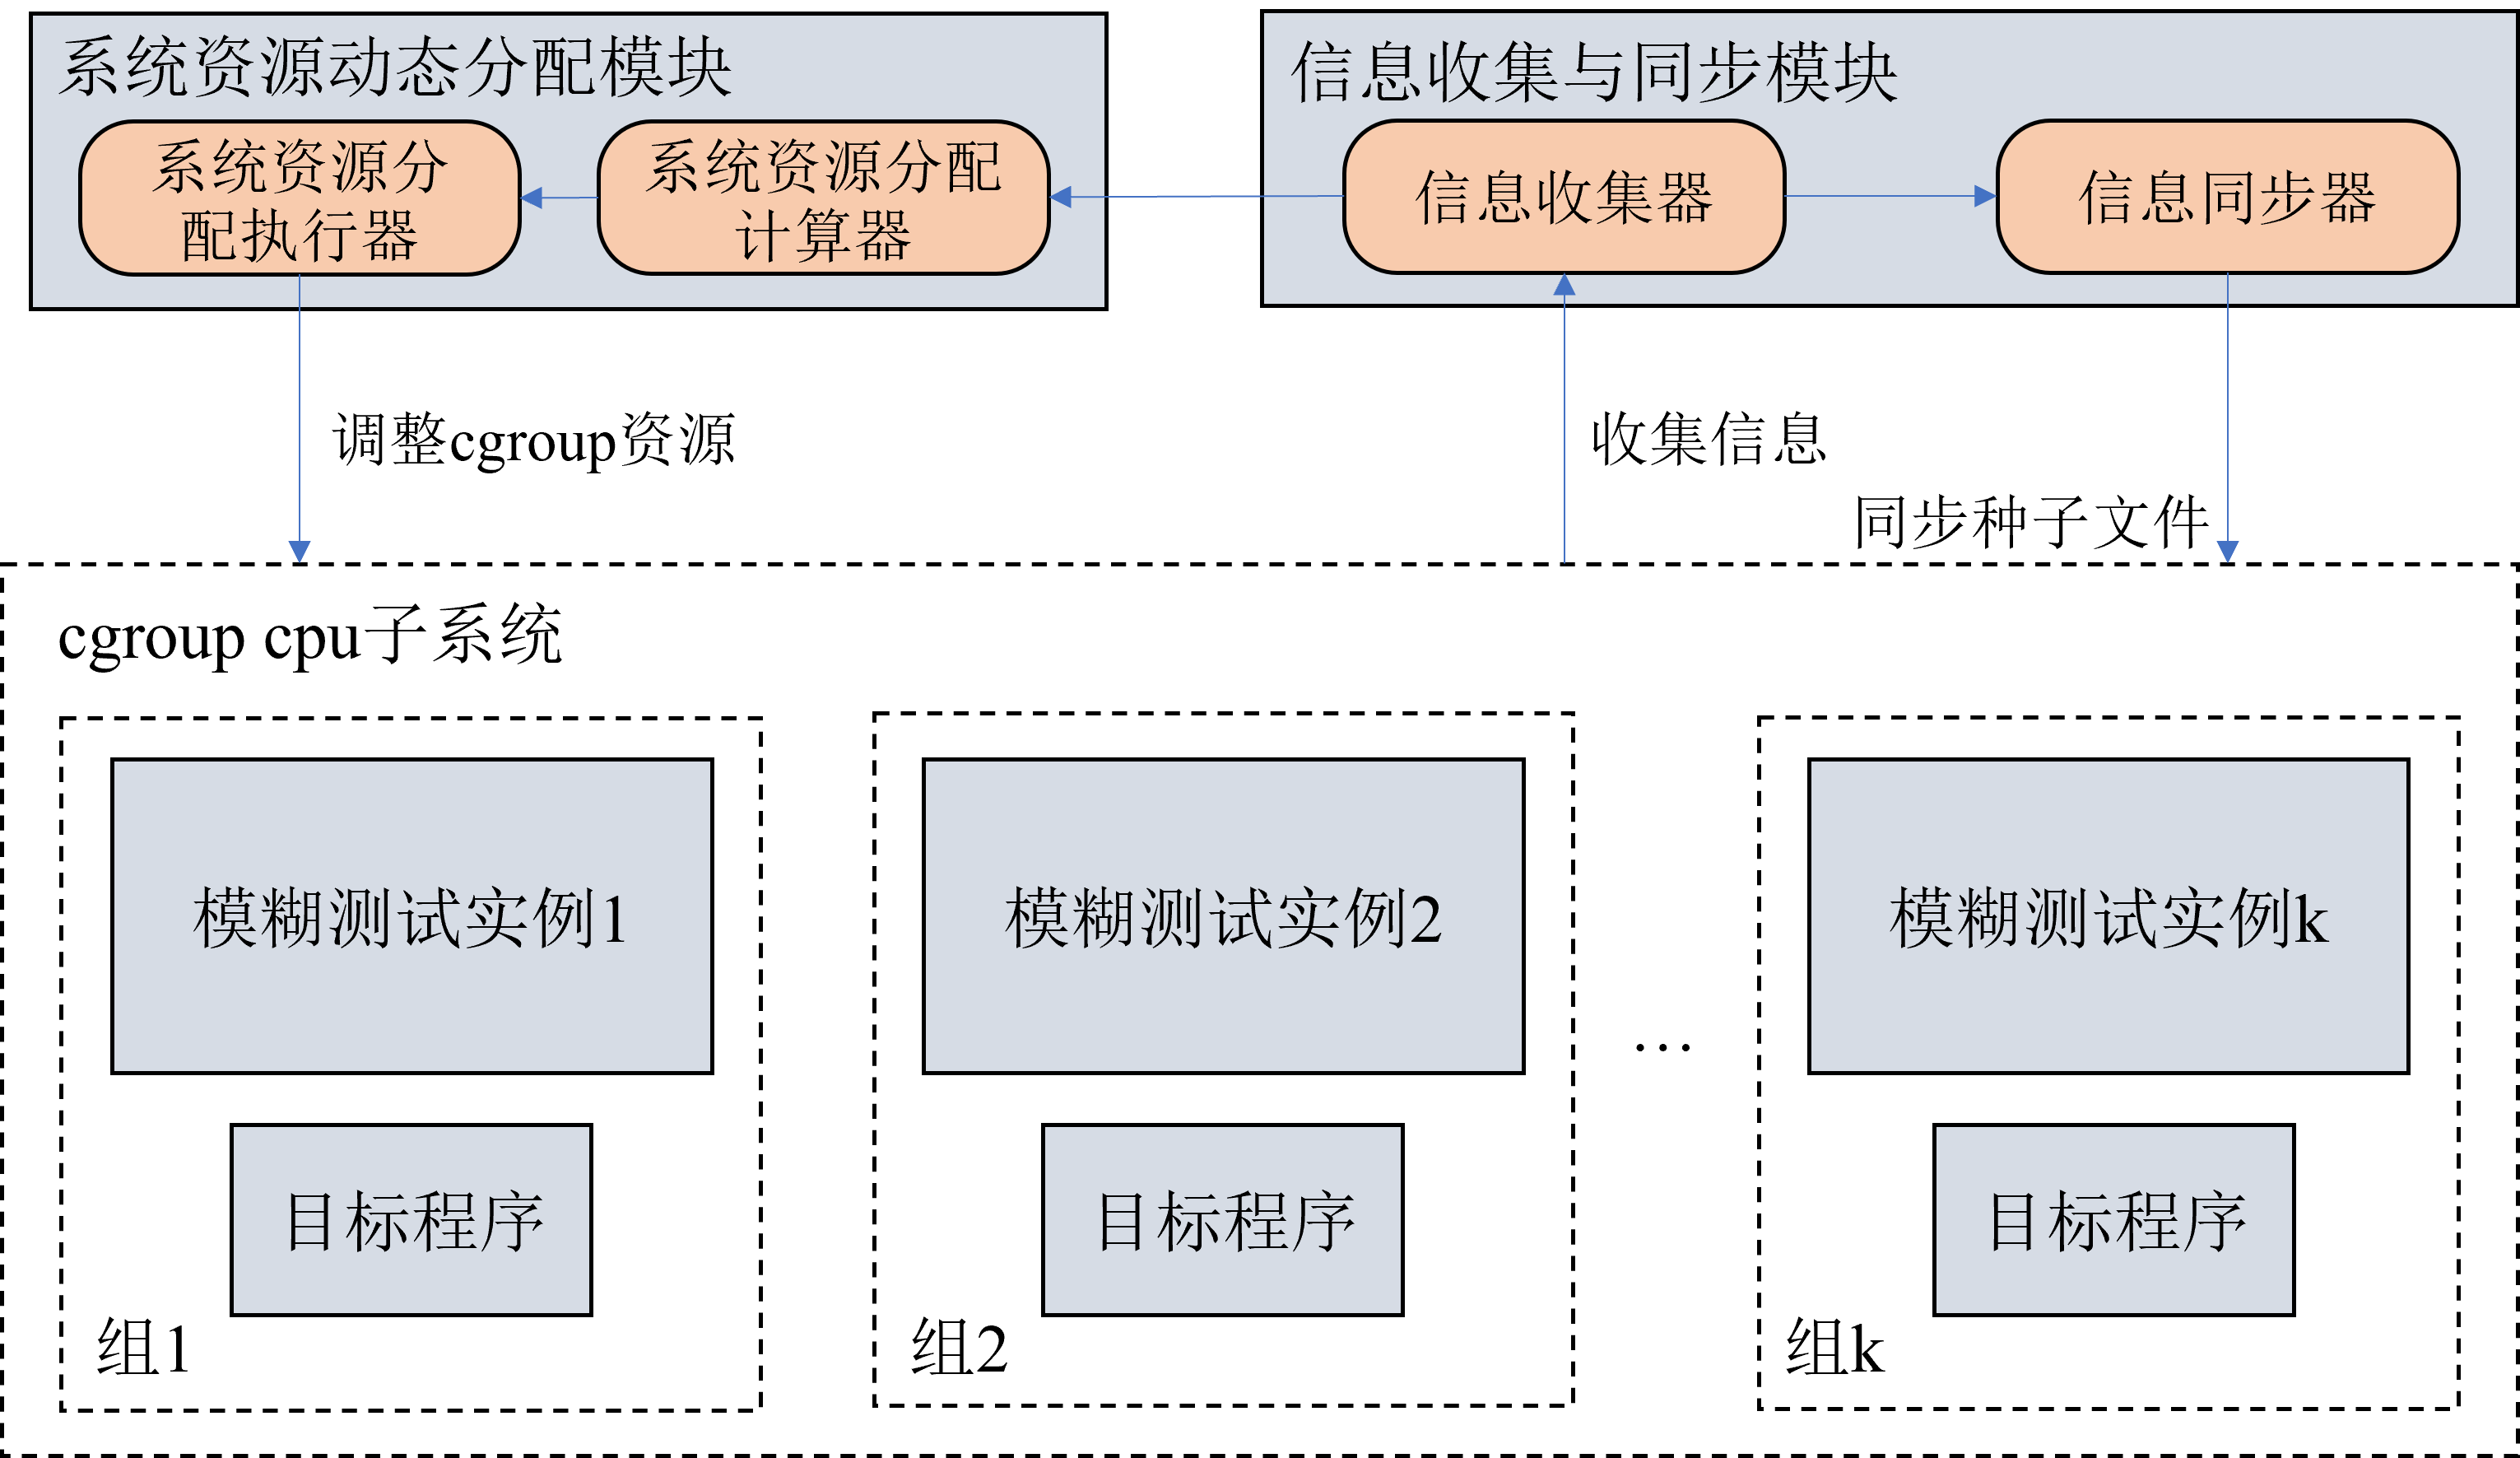 系统资源动态分配模块
系统资源分
配执行器
系统资源分配
计算器
信息收集与同步模块
信息收集器
信息同步器
调整cgroup资源
收集信息
同步种子文件
cgroup cpu子系统
模糊测试实例1
目标程序
组1
模糊测试实例2
目标程序
组2
…
模糊测试实例k
目标程序
组k